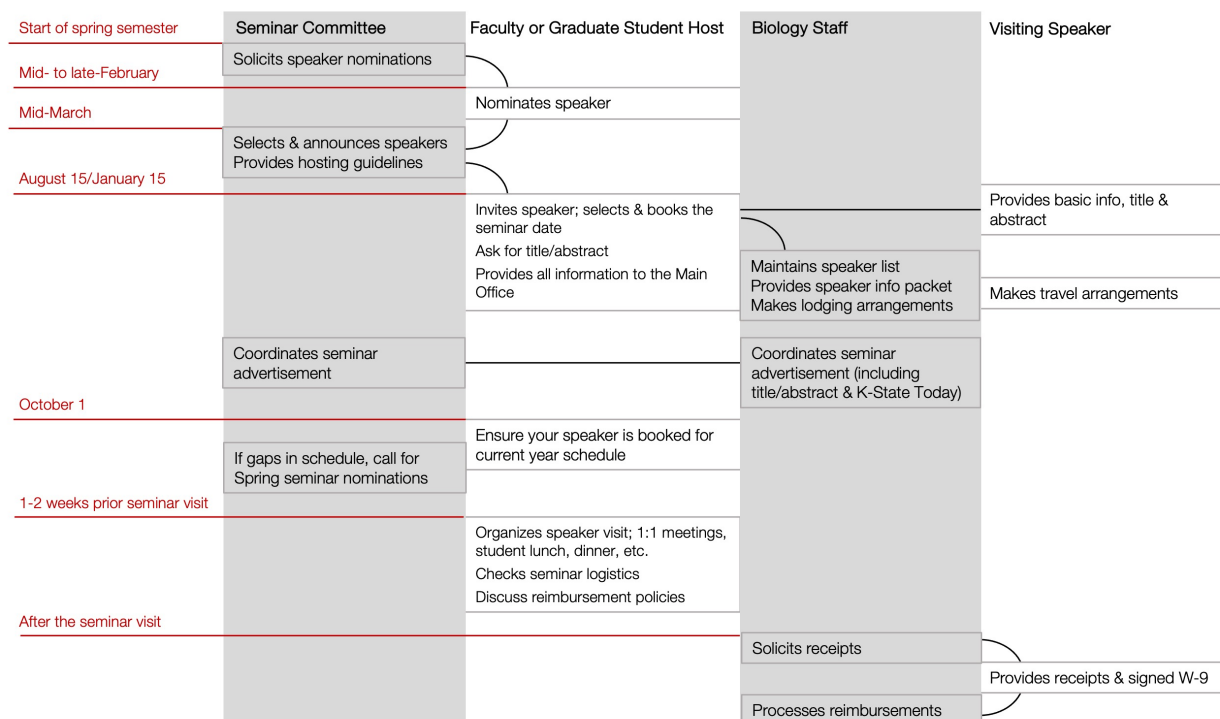 Start of spring semester
Seminar Committee
Faculty or Graduate Student Host
Biology Staff
Visiting Speaker
Solicits speaker nominations
Mid- to late-February
Nominates speaker
Mid-March
Selects & announces speakers
Provides hosting guidelines
August 15/January 15
Invites speaker; selects & books the
seminar date
Ask for title/abstract
Provides all information to the Main
Office
Provides basic info, title &
abstract
Maintains speaker list
Provides speaker info packet
Makes lodging arrangements
Makes travel arrangements
Coordinates seminar
advertisement
Coordinates seminar
advertisement (including
title/abstract & K-State Today)
October 1
Ensure your speaker is booked for
current year schedule
If gaps in schedule, call for
Spring seminar nominations
1-2 weeks prior seminar visit
Organizes speaker visit; 1:1 meetings,
student lunch, dinner, etc.
Checks seminar logistics
Discuss reimbursement policies
After the seminar visit
Solicits receipts
Provides receipts & signed W-9
Processes reimbursements